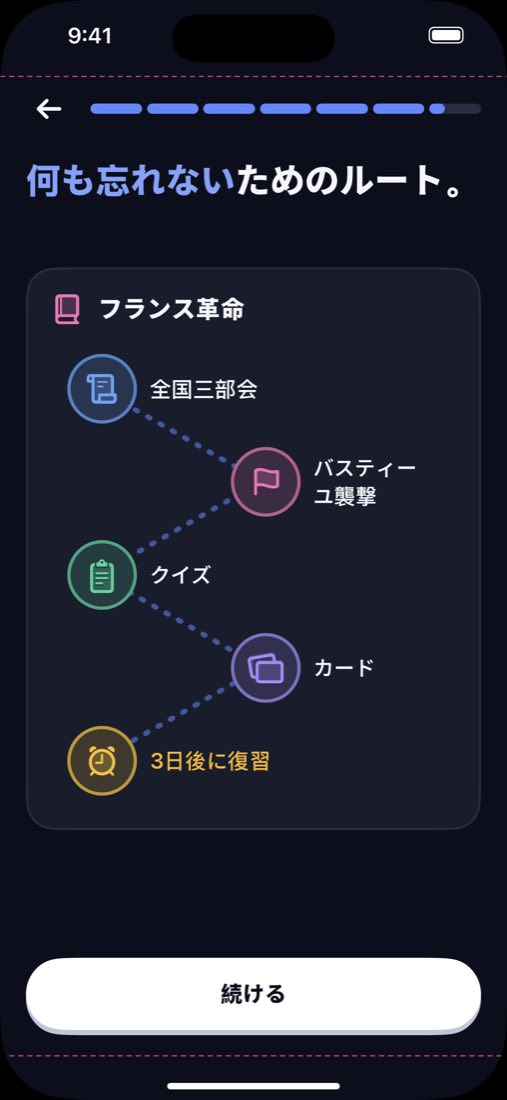 9:41
何も忘れないためのルート。
フランス革命
全国三部会
バスティー
ユ襲撃
クイズ
カード
3日後に復習
続ける